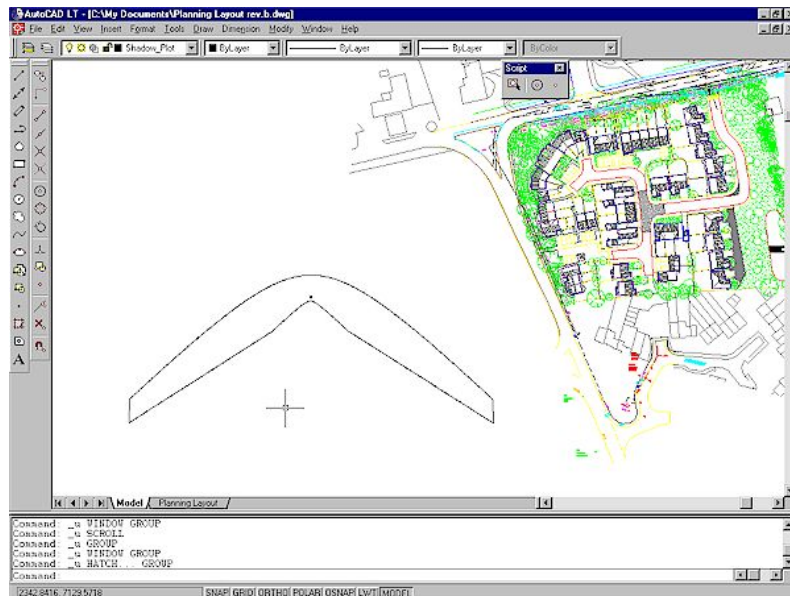 AutoCAD LT - [C:\My Documents\Planning Layout rev.b.dwg]
File Edit View Insert Format Tools Draw Dimension Modify Window Help
Shadow_Plot ByLayer ByLayer ByLayer ByColor
Script
A
Model Planning Layout
Command: _u WINDOW GROUP
Command: _u SCROLL
Command: _u GROUP
Command: _u WINDOW GROUP
Command: _u HATCH... GROUP
Command:
2342.8416, 7129.5718 SNAP GRID ORTHO POLAR OSNAP LWT MODEL